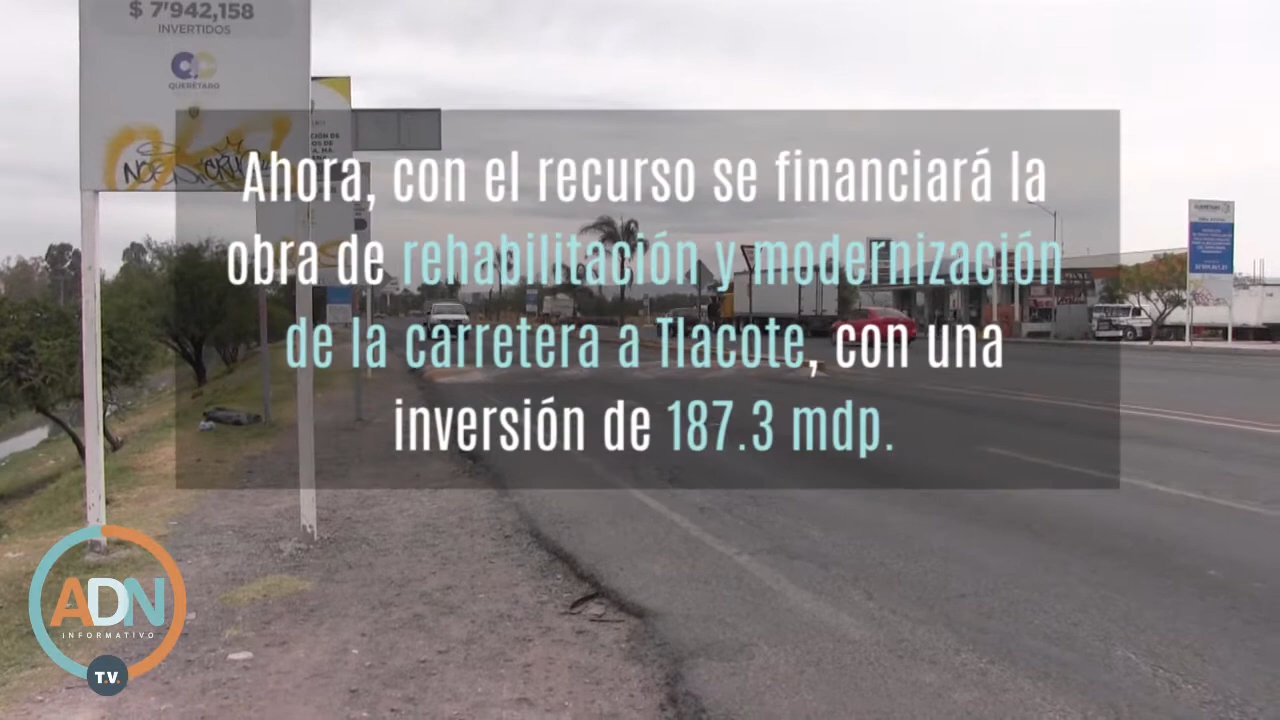 $ 7'942,158
INVERTIDOS
QUERÉTARO
NOE
Ahora, con el recurso se financiará la
obra de rehabilitación y modernización
de la carretera a Tlacote, con una
inversión de 187.3 mdp.
ADN
INFORMATIVO
T.V.